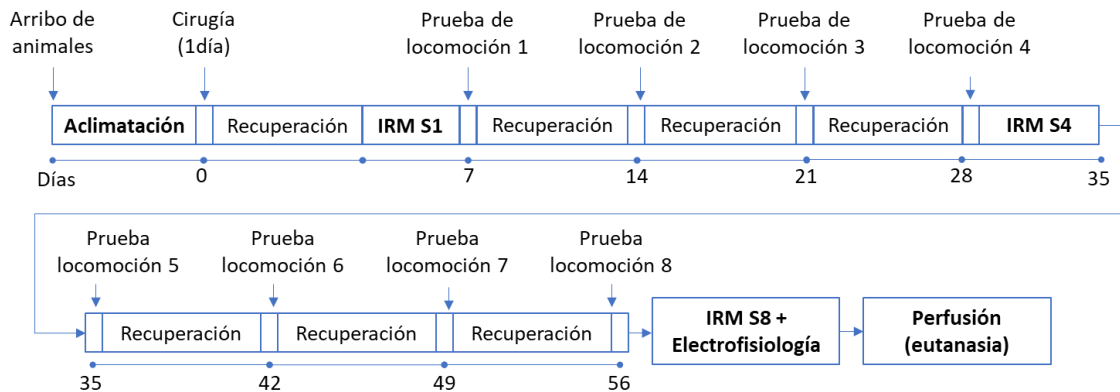 Arribo de
animales
Cirugía
(1día)
Prueba de
locomoción 1
Prueba de
locomoción 2
Prueba de
locomoción 3
Prueba de
locomoción 4
Aclimatación
Recuperación
IRM S1
Recuperación
Recuperación
Recuperación
IRM S4
Días
0
7
14
21
28
35
Prueba
locomoción 5
Prueba
locomoción 6
Prueba
locomoción 7
Prueba
locomoción 8
Recuperación
Recuperación
Recuperación
IRM S8 +
Electrofisiología
Perfusión
(eutanasia)
35
42
49
56